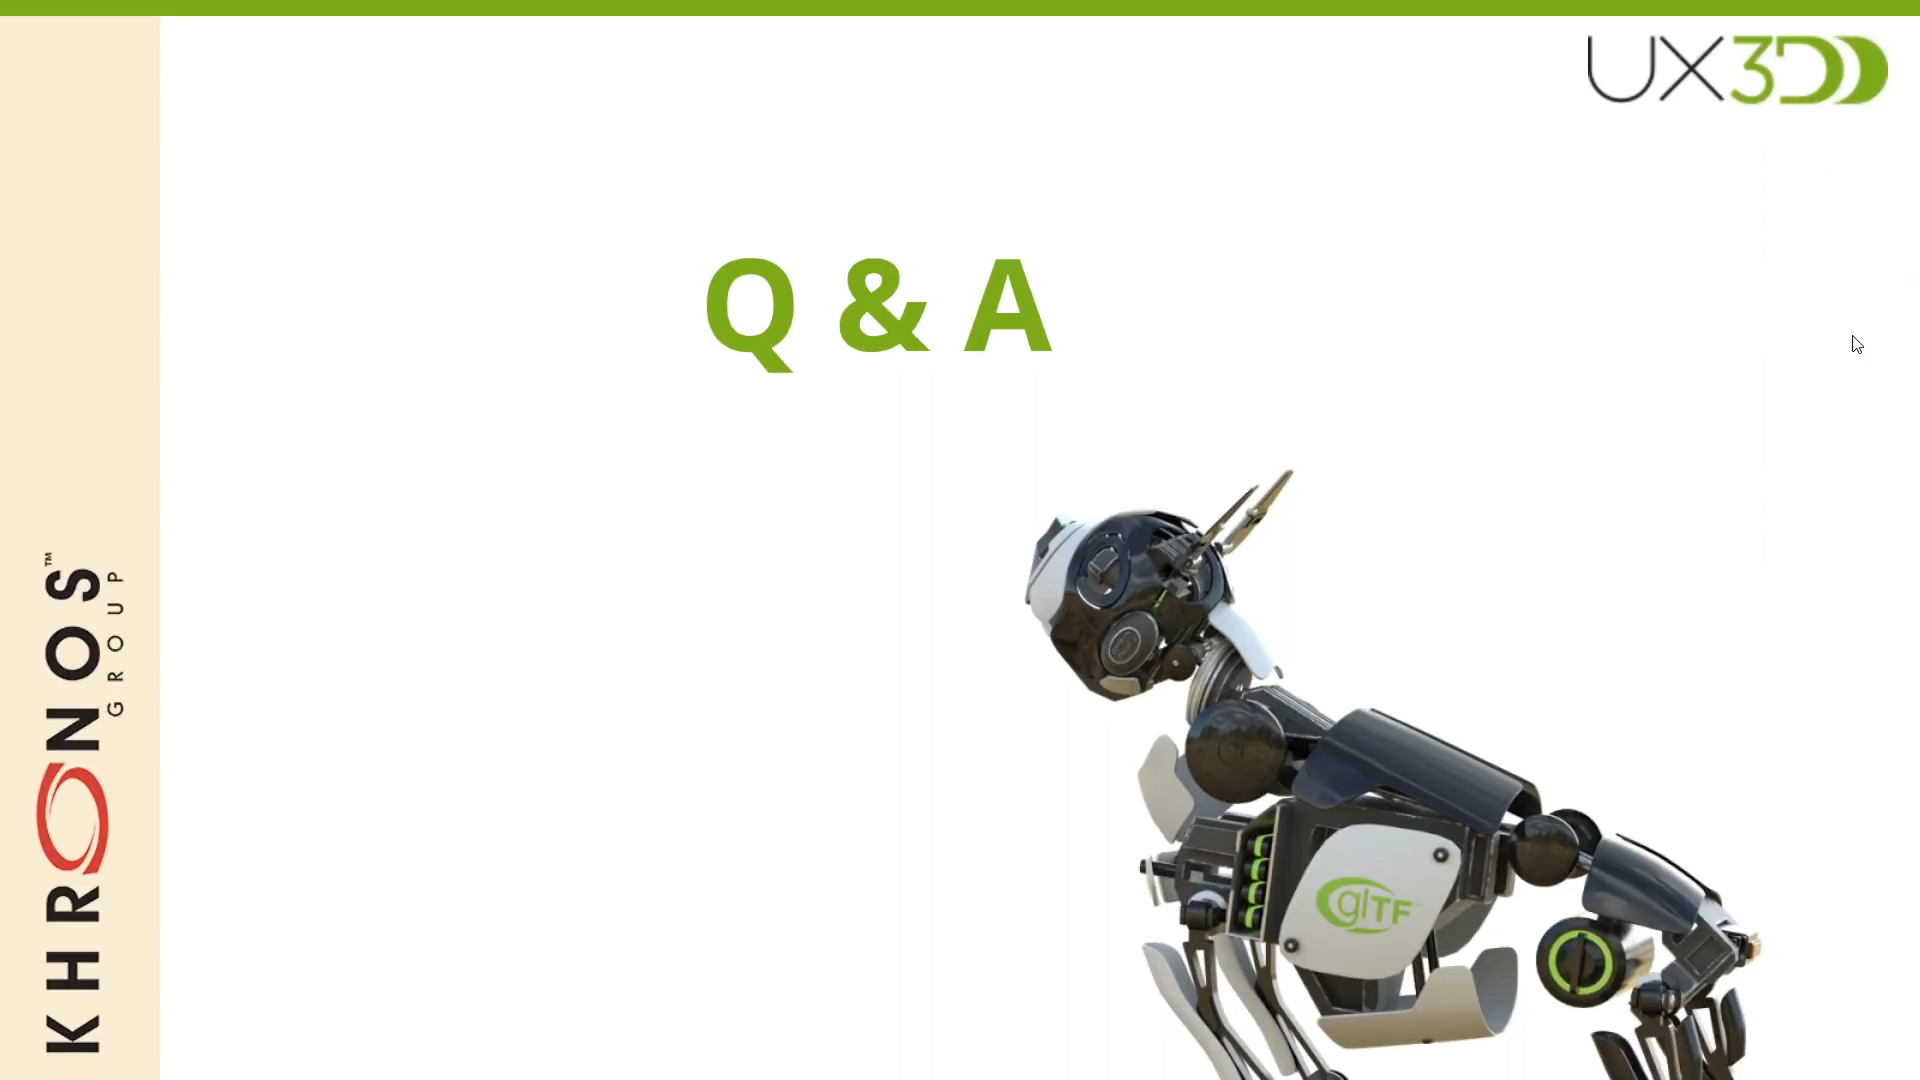 UX3D
Q & A
KHRONOS™
GROUP
glTF